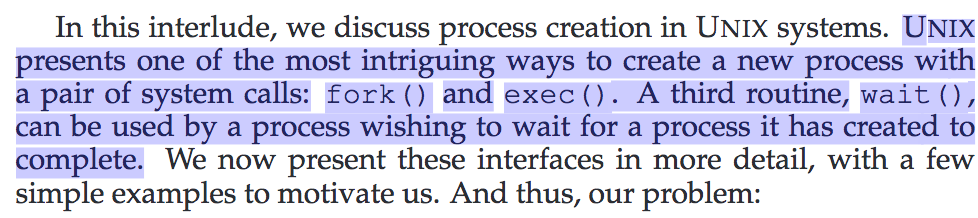 In this interlude, we discuss process creation in UNIX systems. UNIX
presents one of the most intriguing ways to create a new process with
a pair of system calls: fork() and exec(). A third routine, wait(),
can be used by a process wishing to wait for a process it has created to
complete. We now present these interfaces in more detail, with a few
simple examples to motivate us. And thus, our problem: